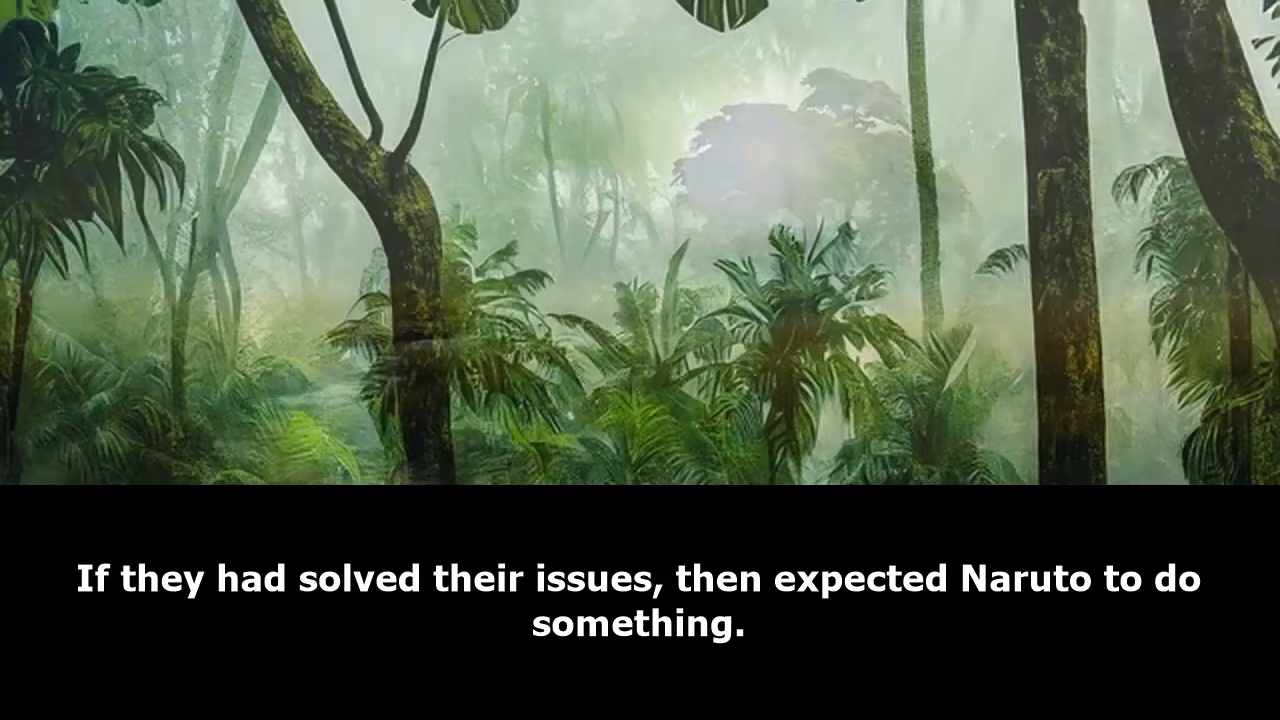 If they had solved their issues, then expected Naruto to do
something.